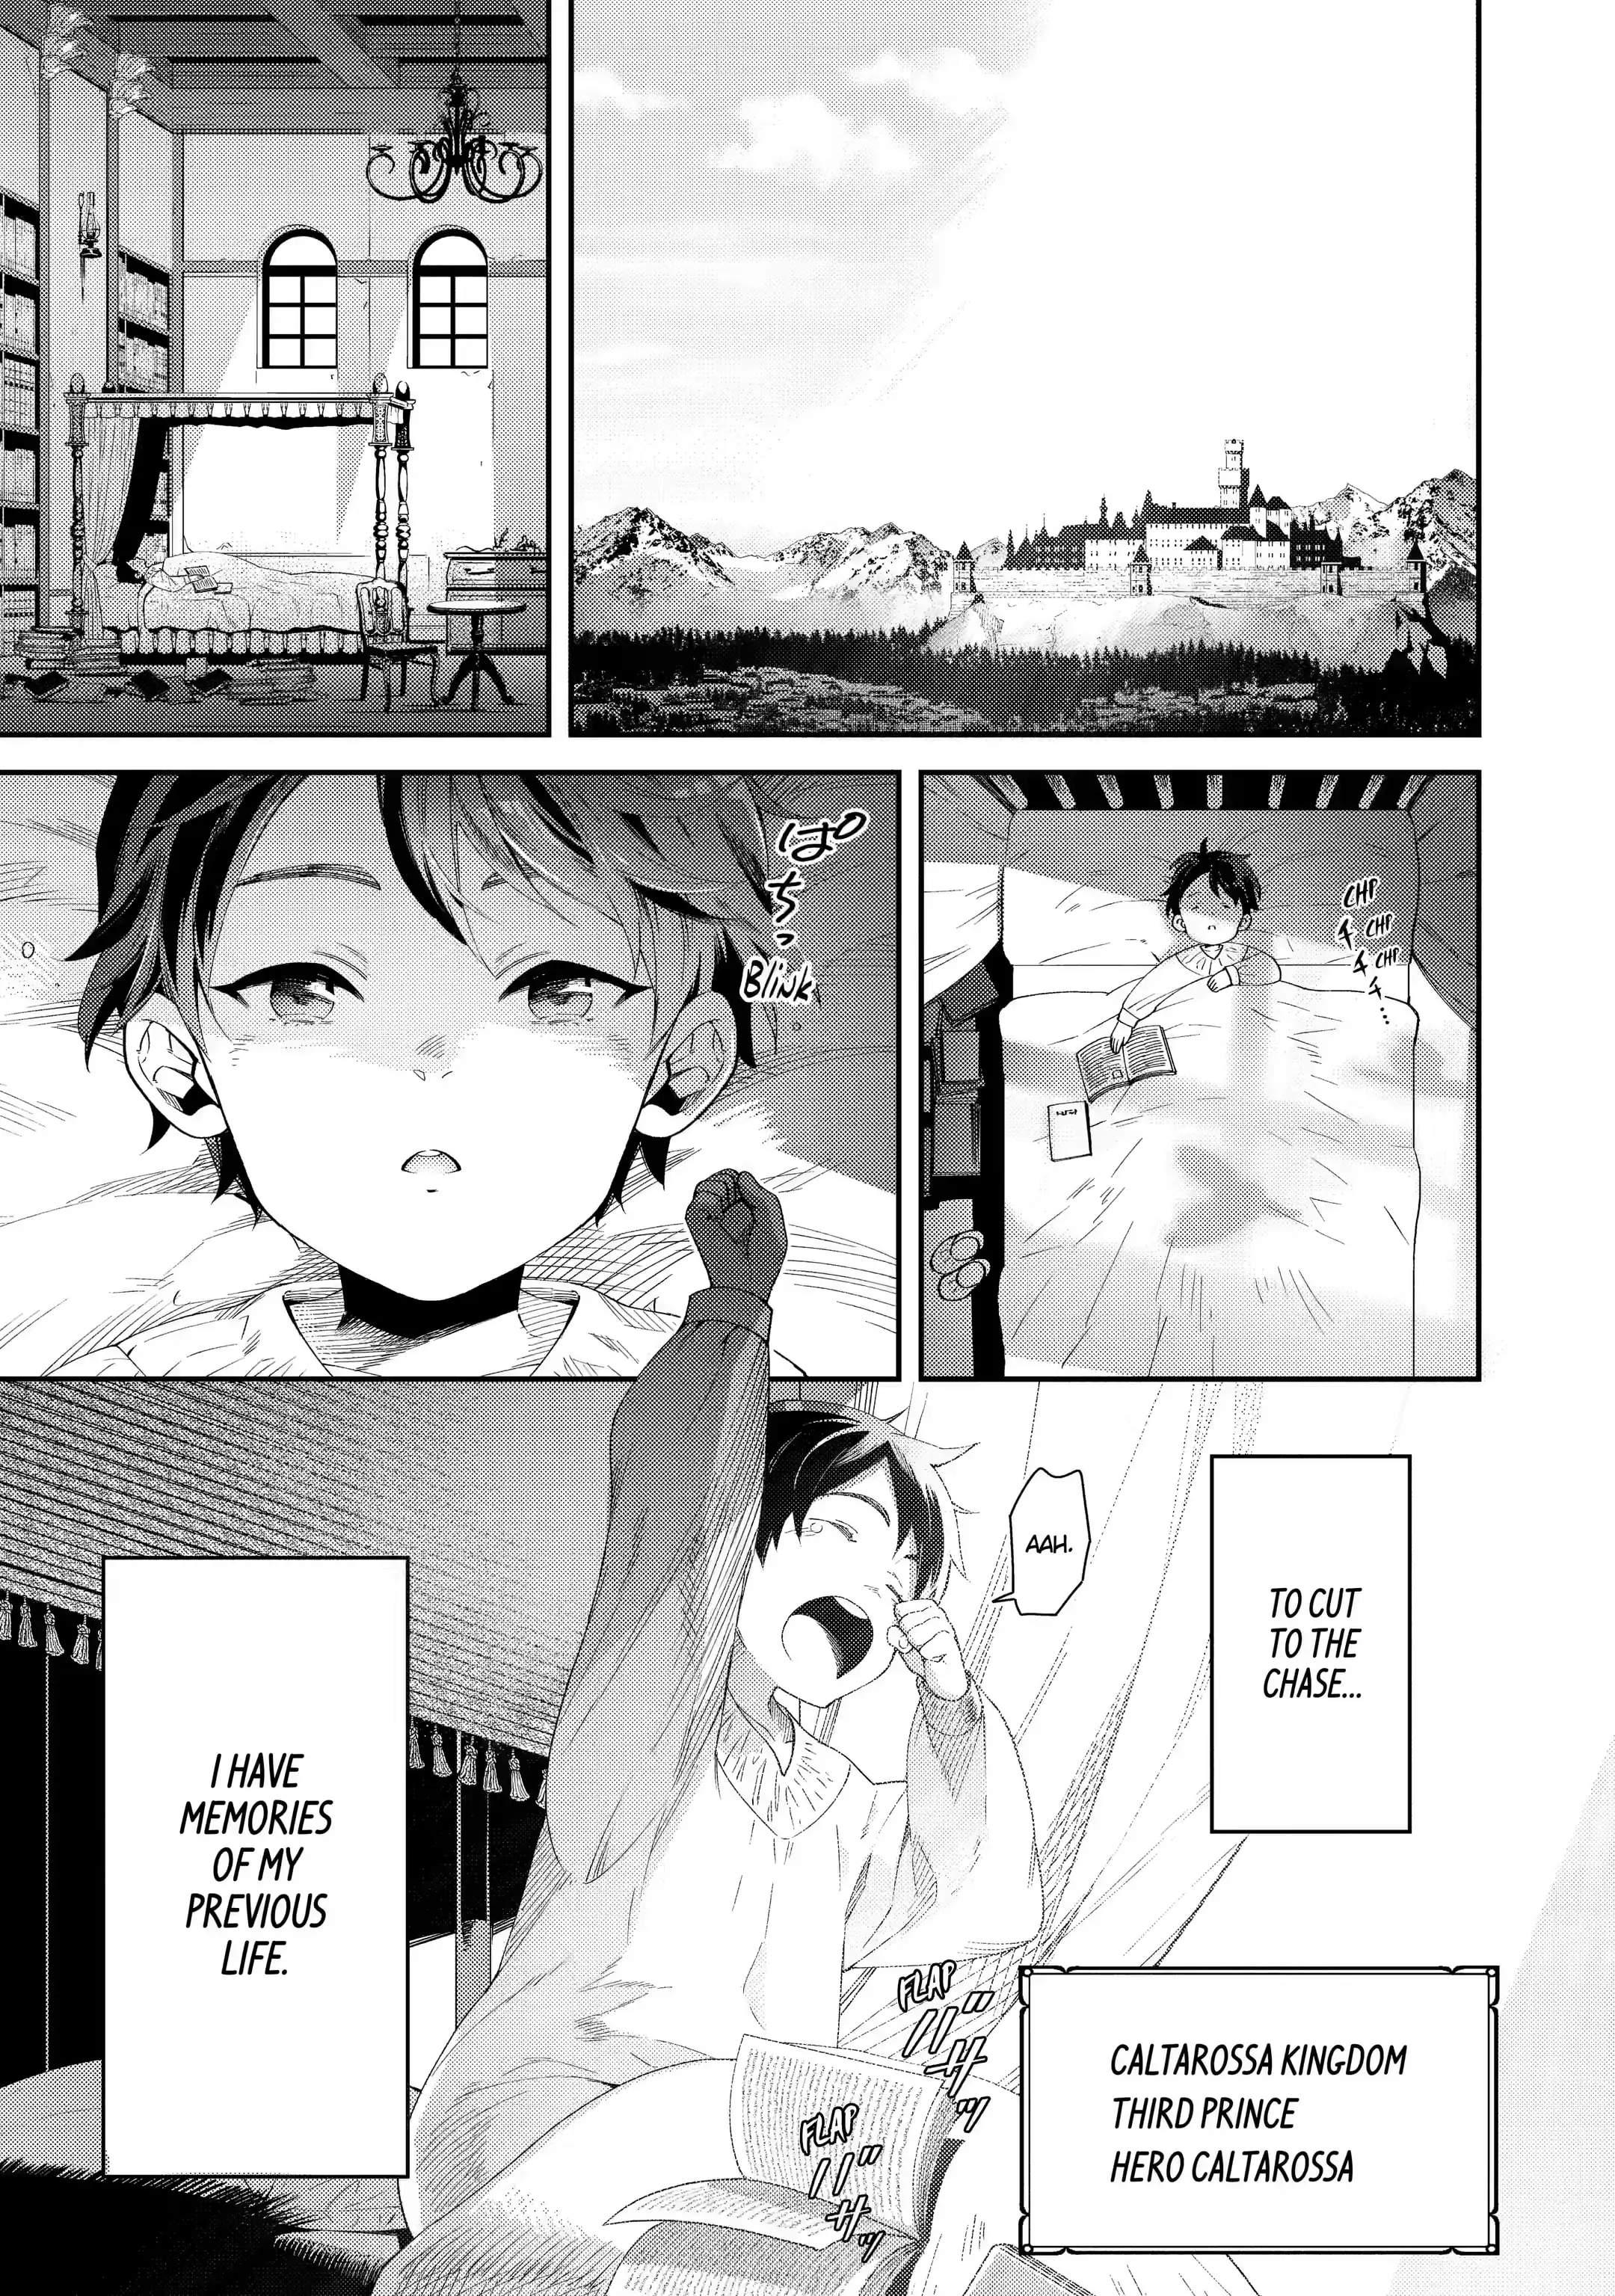 CHP
CHP
CHP
チ
チ
チ
ぱちっ
Blink
AAH.
TO CUT
TO THE
CHASE...
I HAVE
MEMORIES
OF MY
PREVIOUS
LIFE.
FLAP
バサッ
FLAP
バサッ
CALTAROSSA KINGDOM
THIRD PRINCE
HERO CALTAROSSA